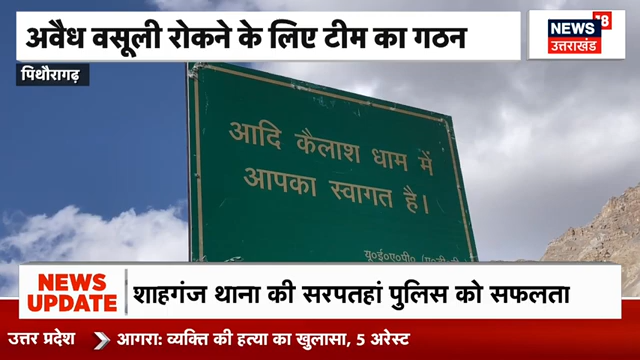 अवैध वसूली रोकने के लिए टीम का गठन
NEWS 18
उत्तराखंड
पिथौरागढ़
आदि कैलाश धाम में
आपका स्वागत है।
NEWS
UPDATE
शाहगंज थाना की सरपतहां पुलिस को सफलता
उत्तर प्रदेश
आगरा: व्यक्ति की हत्या का खुलासा, 5 अरेस्ट